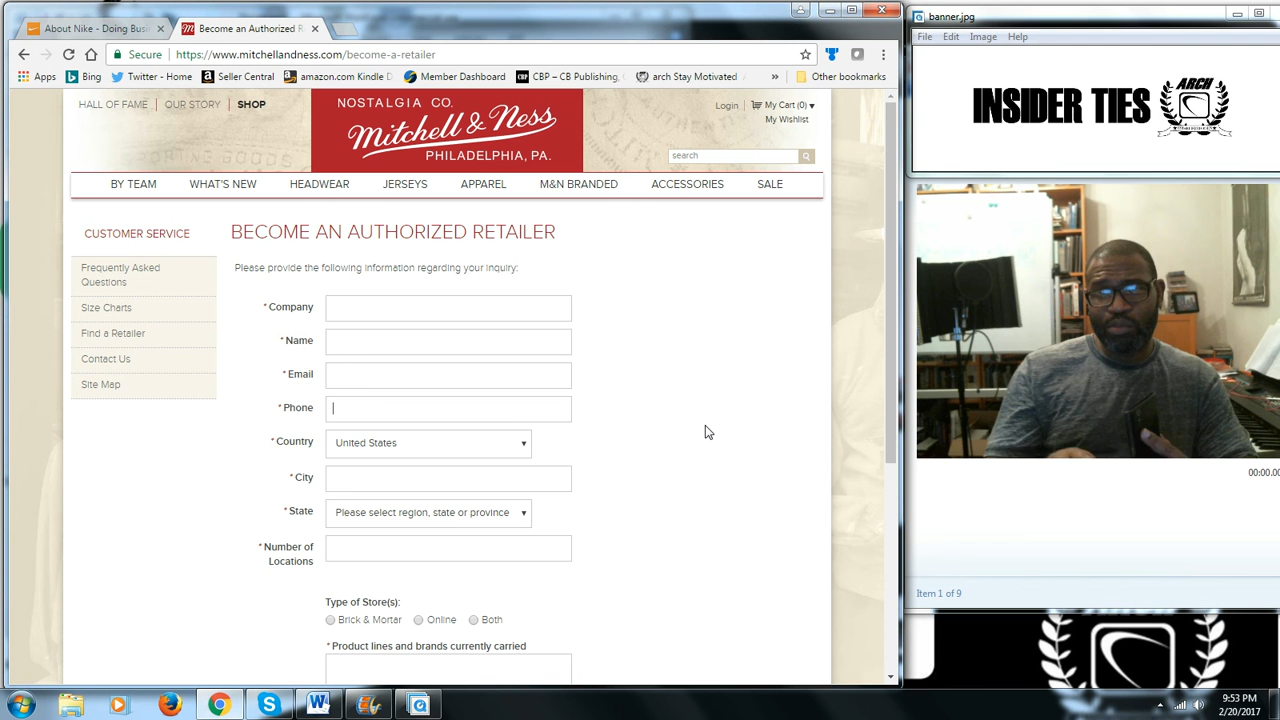 About Nike - Doing Busi
Become an Authorized R
Secure
https://www.mitchellandness.com/become-a-retailer
Apps
Bing
Twitter - Home
Seller Central
amazon.com Kindle D
Member Dashboard
CBP – CB Publishing,
arch Stay Motivated
»
Other bookmarks
HALL OF FAME
OUR STORY
SHOP
NOSTALGIA CO.
Mitchell & Ness
PHILADELPHIA, PA.
Login
My Cart (0)
My Wishlist
search
BY TEAM
WHAT'S NEW
HEADWEAR
JERSEYS
APPAREL
M&N BRANDED
ACCESSORIES
SALE
CUSTOMER SERVICE
Frequently Asked
Questions
Size Charts
Find a Retailer
Contact Us
Site Map
BECOME AN AUTHORIZED RETAILER
Please provide the following information regarding your inquiry:
* Company
* Name
* Email
* Phone
* Country
United States
* City
* State
Please select region, state or province
* Number of
Locations
Type of Store(s):
Brick & Mortar
Online
Both
* Product lines and brands currently carried
banner.jpg
File Edit Image Help
INSIDER TIES
ARCH
00:00.00
Item 1 of 9
9:53 PM
2/20/2017